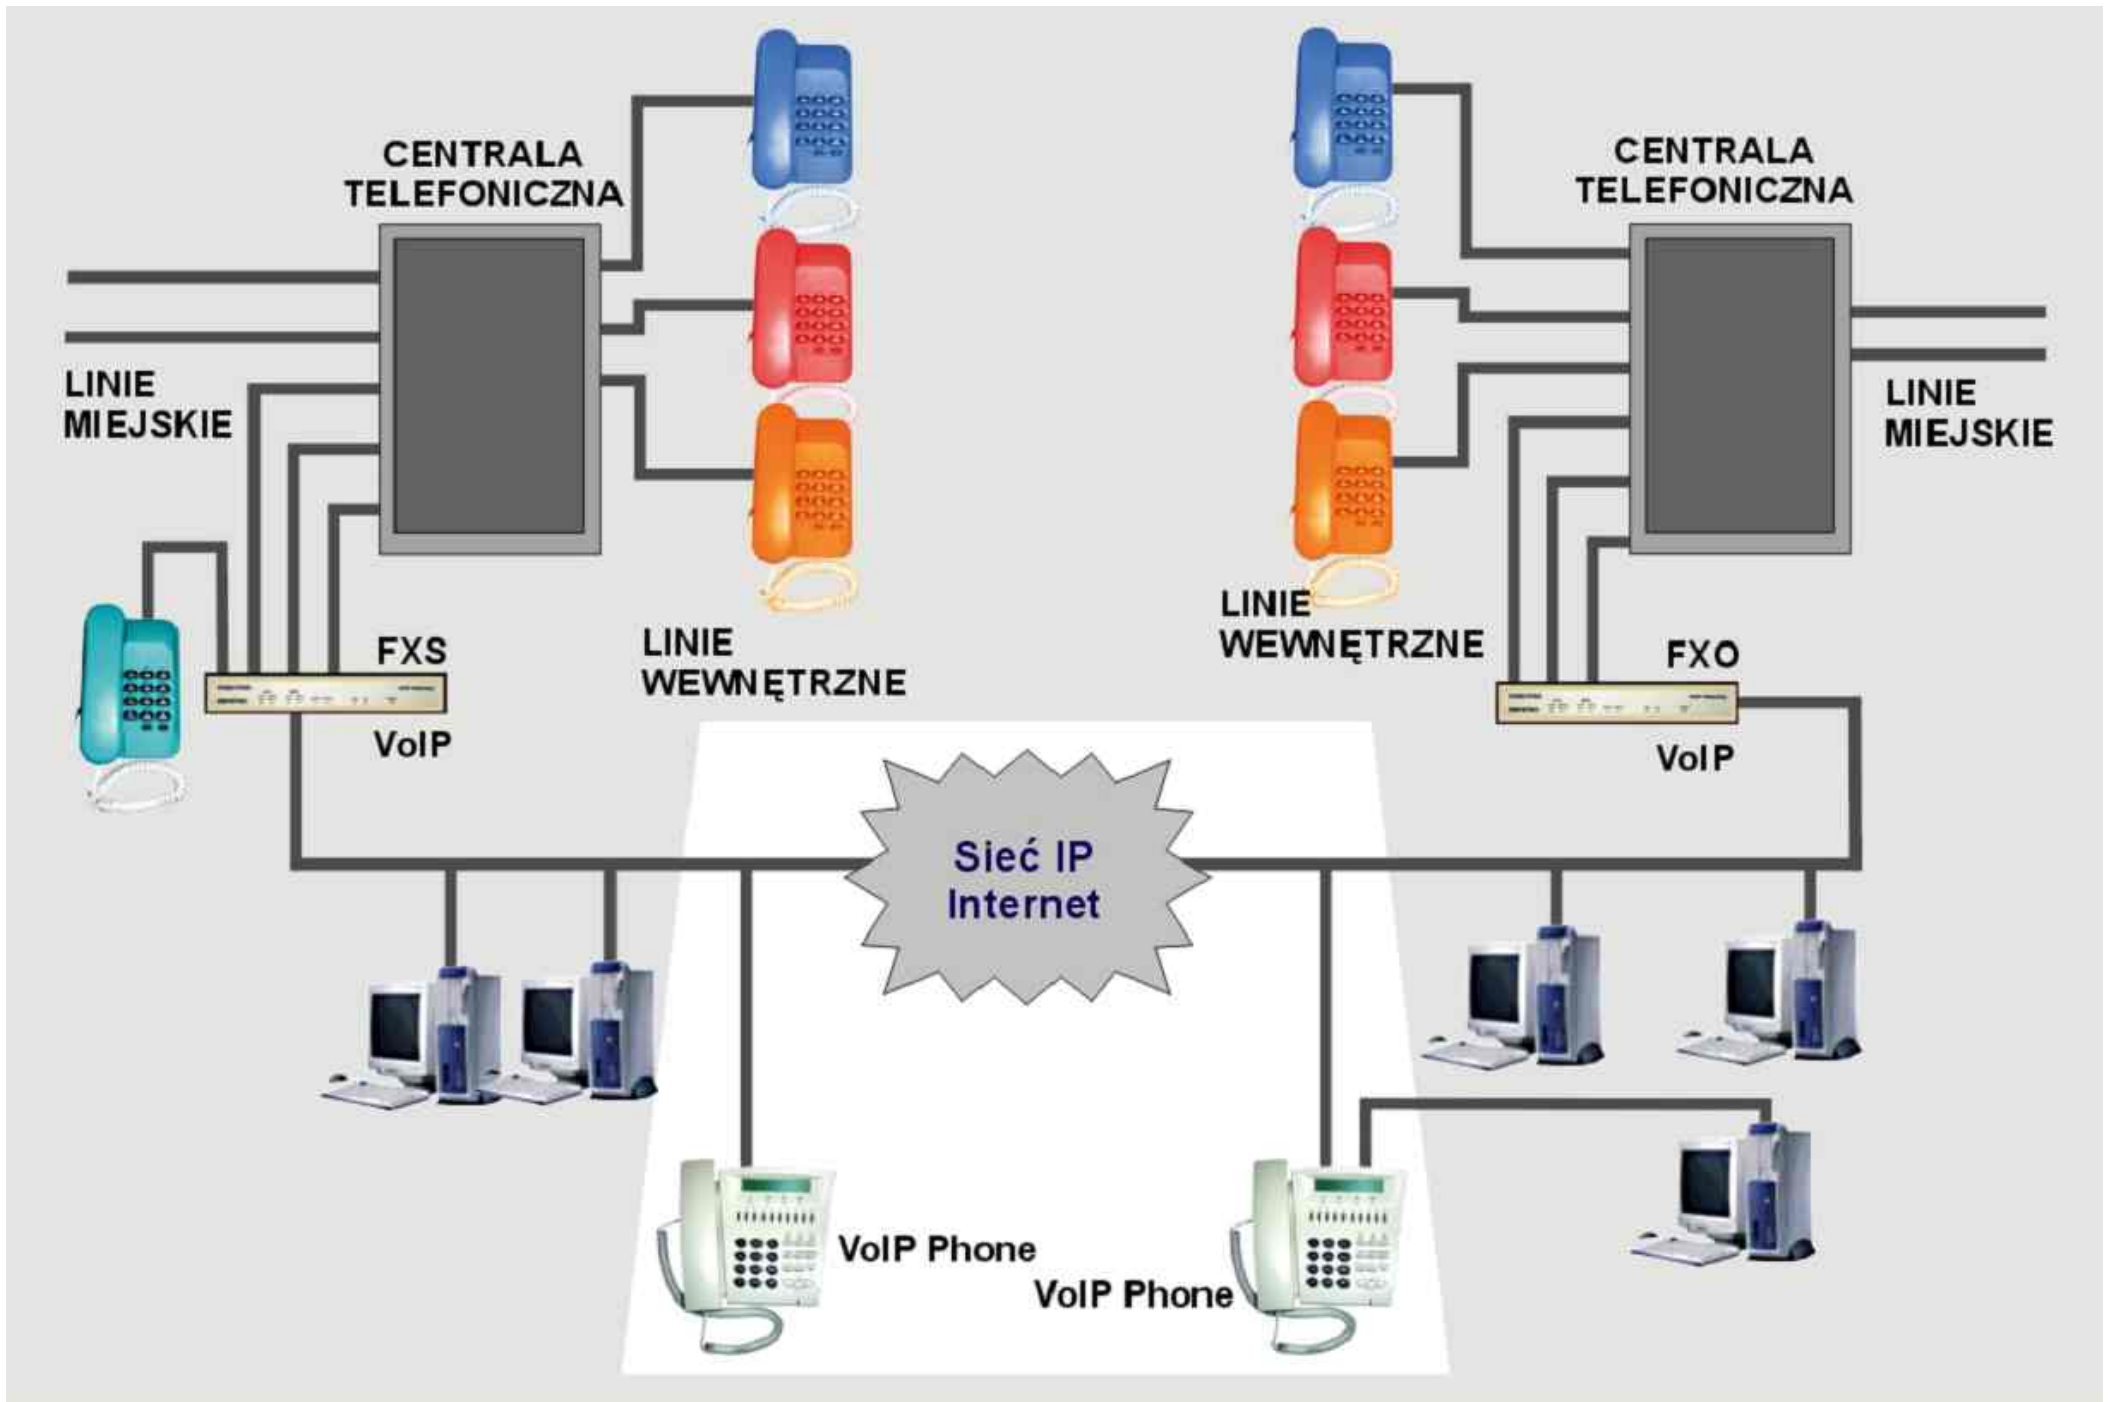 CENTRALA
TELEFONICZNA
CENTRALA
TELEFONICZNA
LINIE
MIEJSKIE
LINIE
MIEJSKIE
LINIE
WEWNĘTRZNE
LINIE
WEWNĘTRZNE
FXS
VoIP
FXO
VoIP
Sieć IP
Internet
VoIP Phone
VoIP Phone